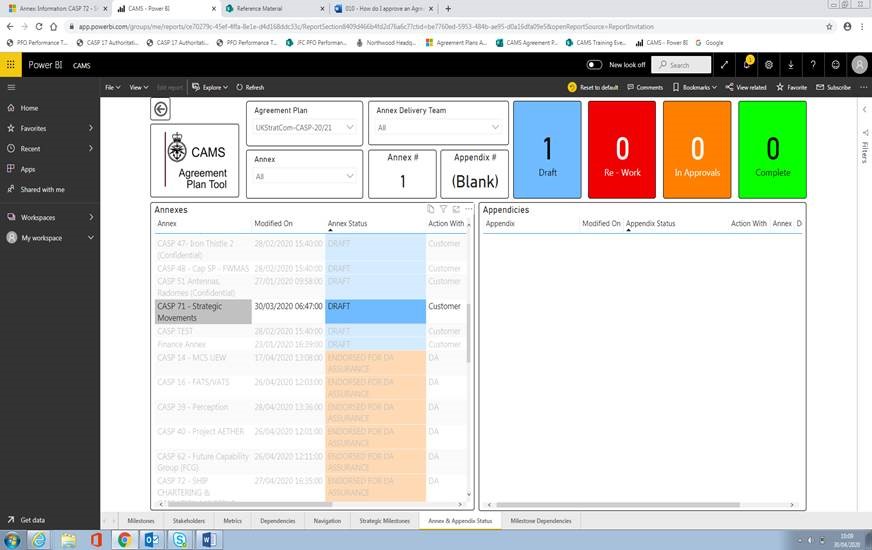 Annex Information: CASP 72 - S
CAMS - Power BI
Reference Material
010 - How do I approve an Agre
app.powerbi.com/groups/me/reports/ce70279c-45ef-4ffa-8e1e-d4d168ddc33c/ReportSection8409d466b4fd2d76a6c7?ctid=be7760ed-5953-484b-ae95-d0a16dfa09e5&openReportSource=ReportInvitation
PFO Performance T...
CASP 17 Authoritati...
CASP 17 Authoritati...
PFO Performance T...
JFC PFO Performan...
Northwood Headq...
Agreement Plans A...
CAMS Agreement P...
CAMS Training Eve...
CAMS - Power BI
Google
Power BI CAMS
New look off
Search
1
File View Edit report Explore Refresh
Reset to default Comments Bookmarks View related Favorite Subscribe ...
Home
Favorites
Recent
Apps
Shared with me
Workspaces
My workspace
Get data
CAMS
Agreement
Plan Tool
Agreement Plan
UKStratCom-CASP-20/21
Annex Delivery Team
All
Annex
All
Annex #
1
Appendix #
(Blank)
1
Draft
0
Re - Work
0
In Approvals
0
Complete
Filters
Annexes
Annex Modified On Annex Status Action With
CASP 47- Iron Thistle 2 28/02/2020 15:40:00 DRAFT Customer
(Confidential)
CASP 48 - Cap SP - FWMAS 28/02/2020 15:40:00 DRAFT Customer
CASP 51 Antennas, 27/01/2020 09:58:00 DRAFT Customer
Radomes (Confidential)
CASP 71 - Strategic 30/03/2020 06:47:00 DRAFT Customer
Movements
CASP TEST 28/02/2020 15:40:00 DRAFT Customer
Finance Annex 23/01/2020 16:39:00 DRAFT Customer
CASP 14 - MCS UEW 17/04/2020 13:08:00 ENDORSED FOR DA DA
ASSURANCE
CASP 16 - FATS/VATS 26/04/2020 12:03:00 ENDORSED FOR DA DA
ASSURANCE
CASP 39 - Perception 28/04/2020 13:36:00 ENDORSED FOR DA DA
ASSURANCE
CASP 40 - Project AETHER 26/04/2020 12:01:00 ENDORSED FOR DA DA
ASSURANCE
CASP 62 - Future Capability 26/04/2020 12:11:00 ENDORSED FOR DA DA
Group (FCG) ASSURANCE
CASP 72 - SHIP 27/04/2020 16:35:00 ENDORSED FOR DA DA
CHARTERING & ASSURANCE
Appendicies
Appendix Modified On Appendix Status Action With Annex D
Milestones Stakeholders Metrics Dependencies Navigation Strategic Milestones Annex & Appendix Status Milestone Dependencies
10:09
30/04/2020